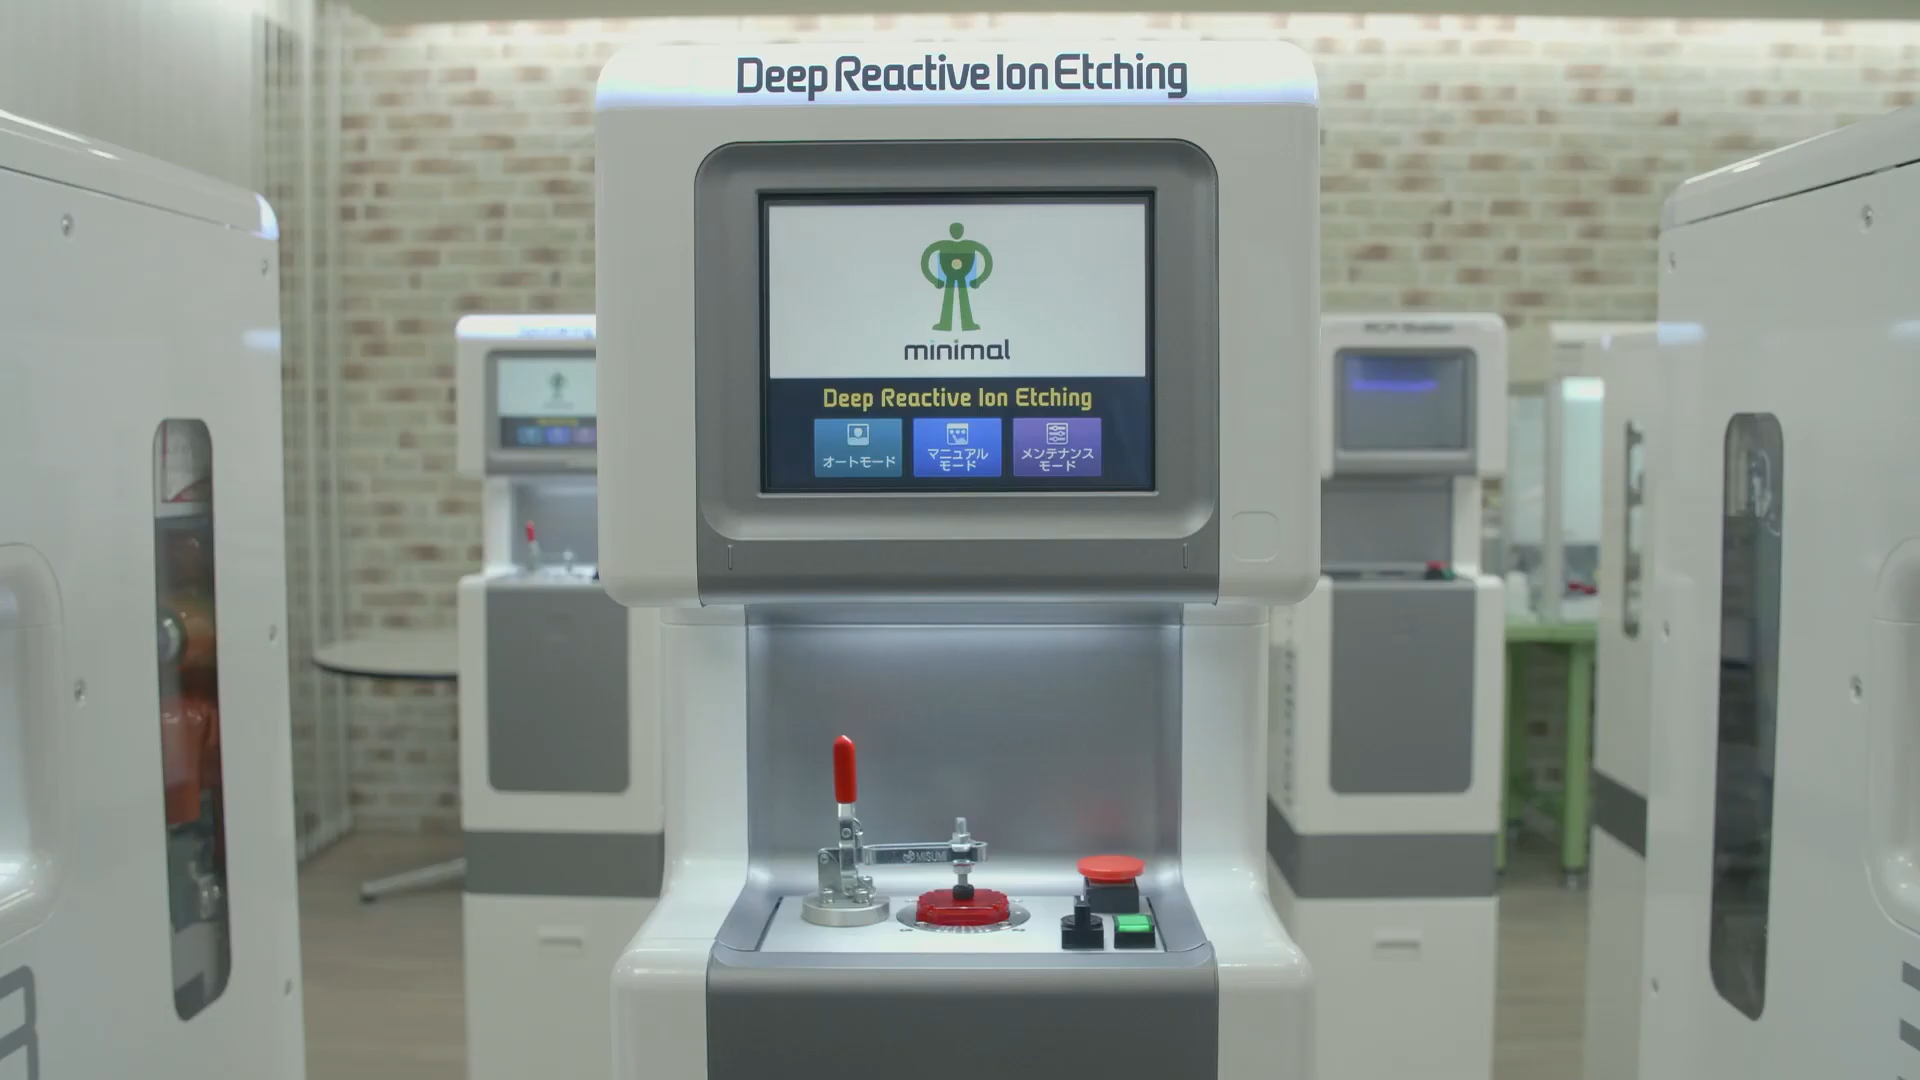 Deep Reactive Ion Etching
minimal
Deep Reactive Ion Etching
オートモード
マニュアル
モード
メンテナンス
モード
MISUMI